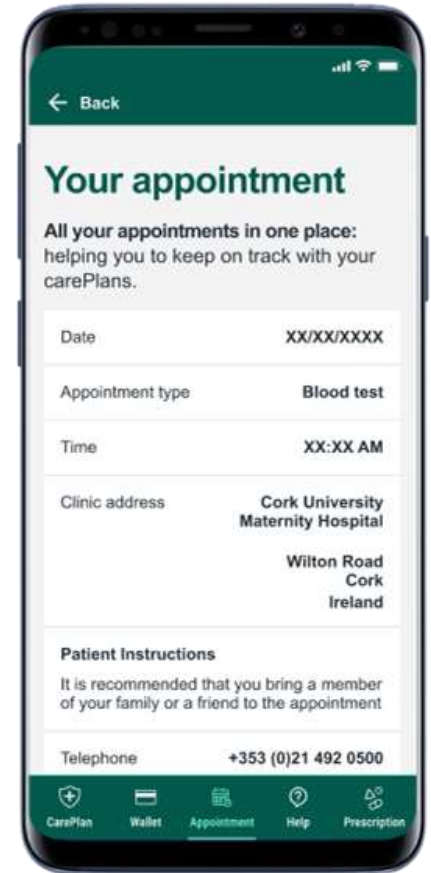 Back
Your appointment
All your appointments in one place:
helping you to keep on track with your
carePlans.
Date XX/XX/XXXX
Appointment type Blood test
Time XX:XX AM
Clinic address Cork University
Maternity Hospital
Wilton Road
Cork
Ireland
Patient Instructions
It is recommended that you bring a member
of your family or a friend to the appointment
Telephone +353 (0)21 492 0500
CarePlan Wallet Appointment Help Prescription